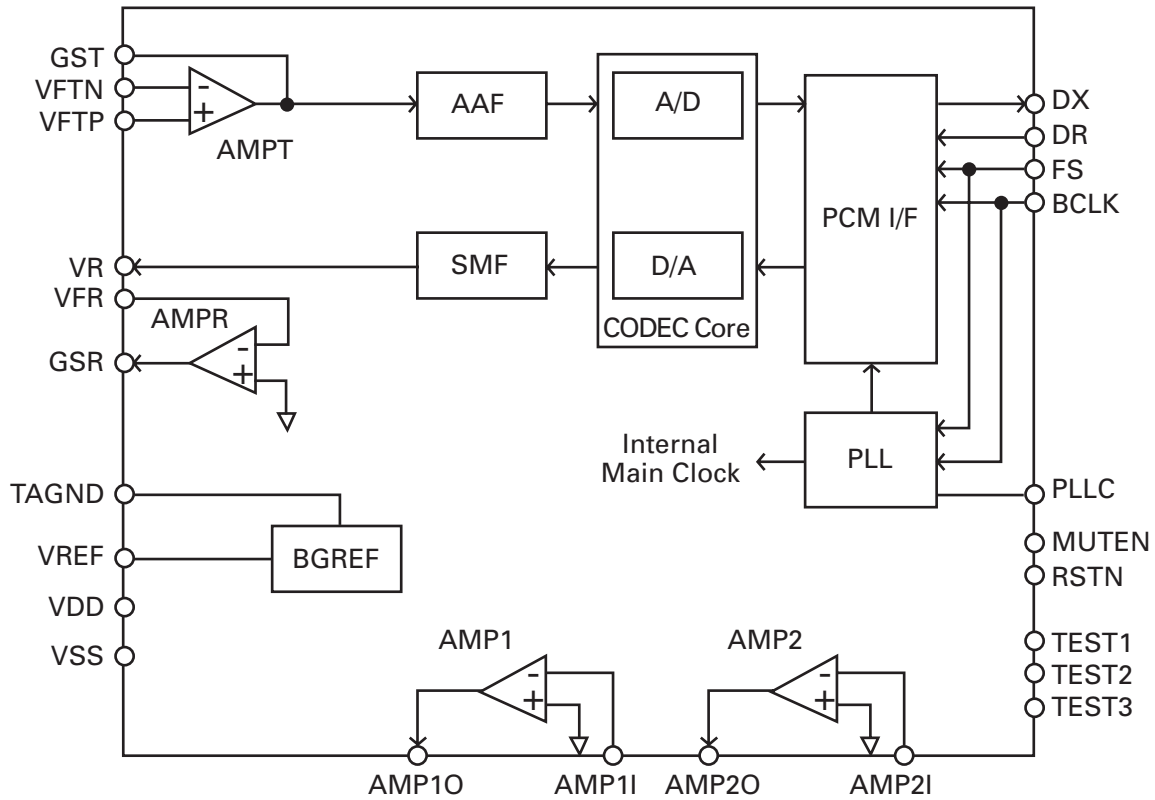 GST
VFTN
VFTP
-
+
AMPT
AAF
A/D
PCM I/F
DX
DR
FS
BCLK
VR
SMF
D/A
CODEC Core
VFR
AMPR
GSR
-
+
Internal
Main Clock
PLL
PLLC
TAGND
VREF
BGREF
VDD
VSS
MUTEN
RSTN
TEST1
TEST2
TEST3
AMP1
-
+
AMP2
-
+
AMP1O
AMP1I
AMP2O
AMP2I